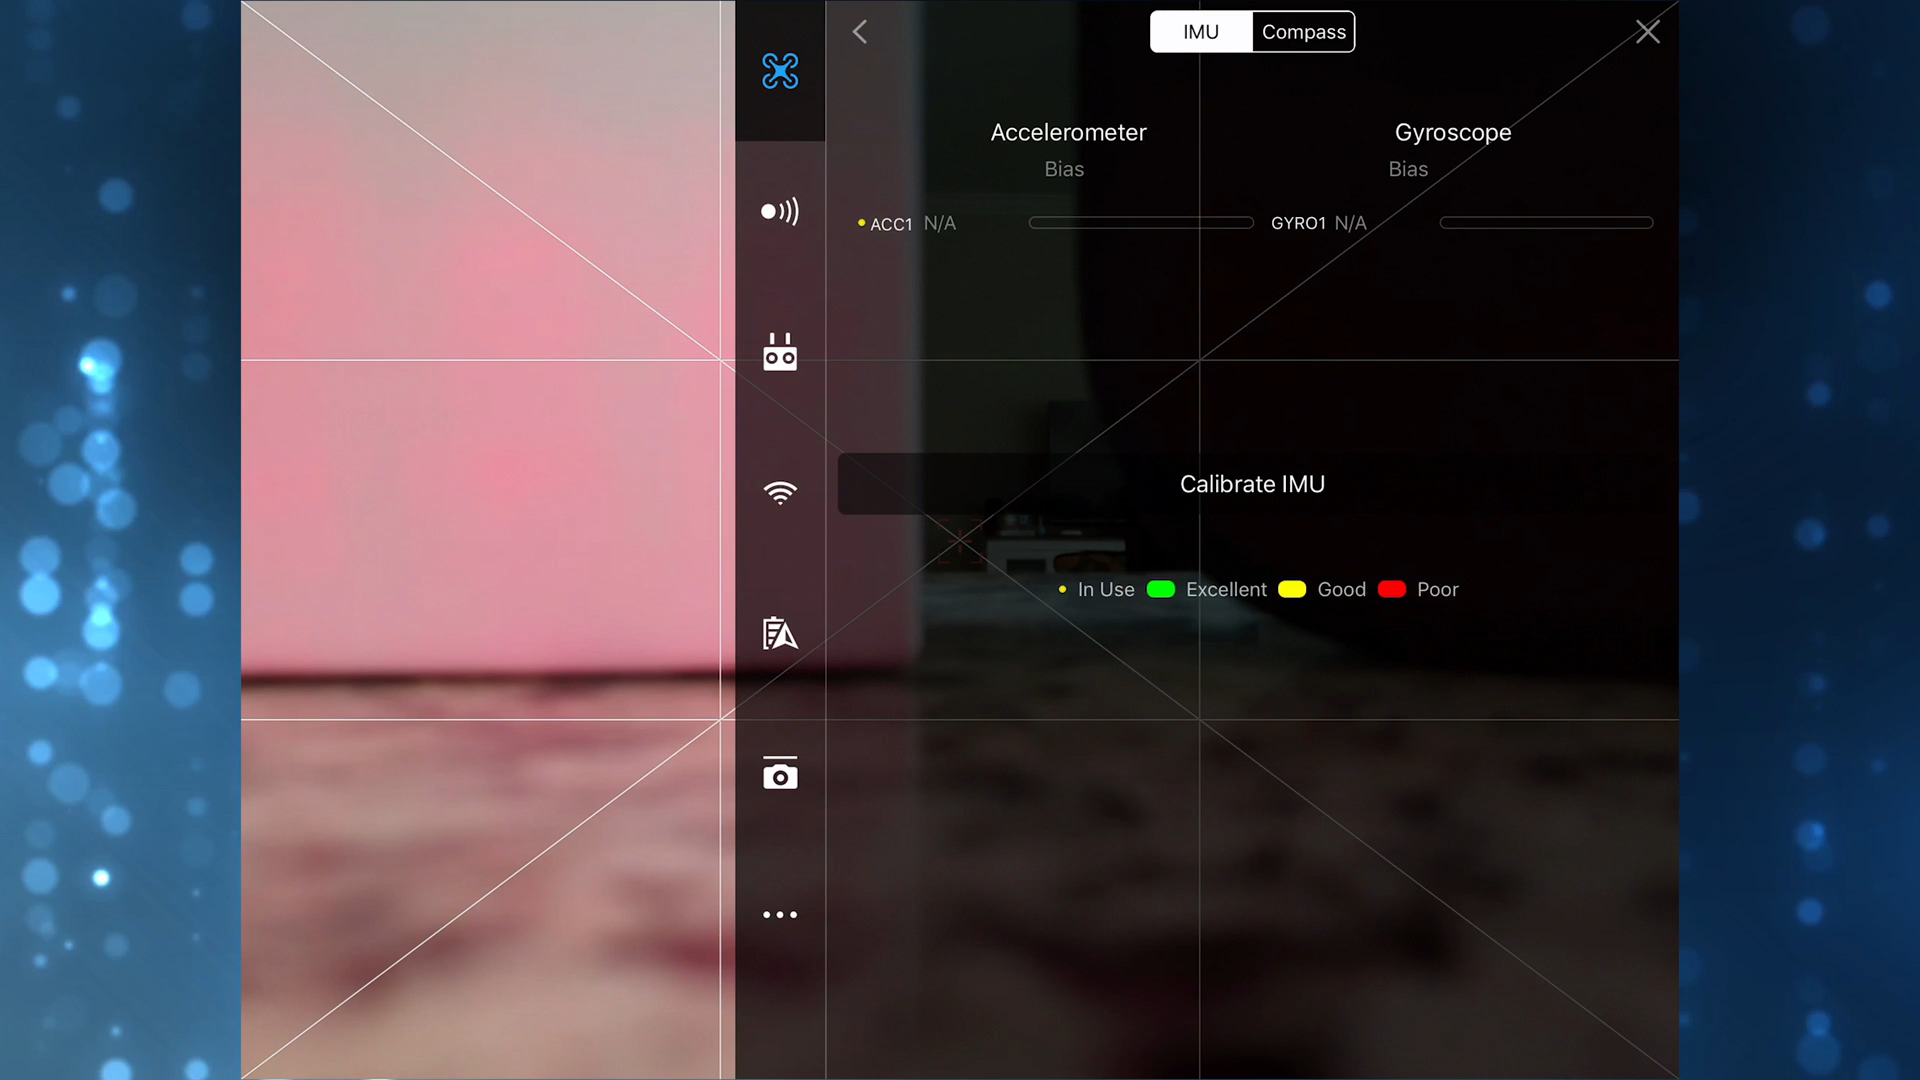 IMU Compass
Accelerometer Gyroscope
Bias Bias
ACC1 N/A GYRO1 N/A
Calibrate IMU
In Use Excellent Good Poor